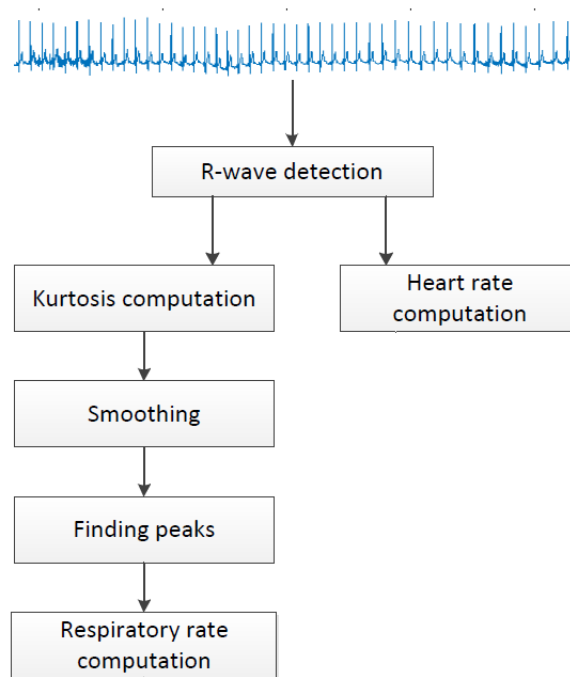 R-wave detection
Kurtosis computation
Heart rate
computation
Smoothing
Finding peaks
Respiratory rate
computation